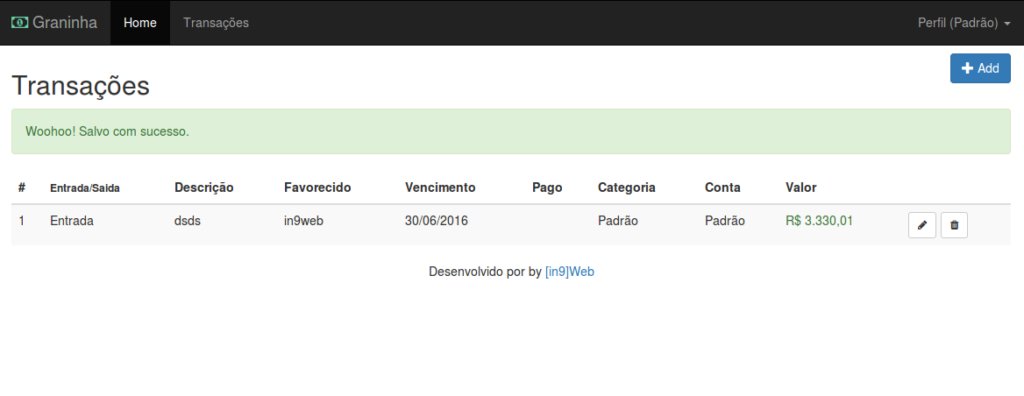 Graninha Home Transações Perfil (Padrão)
Add
Transações
Woohoo! Salvo com sucesso.
# Entrada/Saida Descrição Favorecido Vencimento Pago Categoria Conta Valor
1 Entrada dsds in9web 30/06/2016 Padrão Padrão R$ 3.330,01
Desenvolvido por by [in9]Web